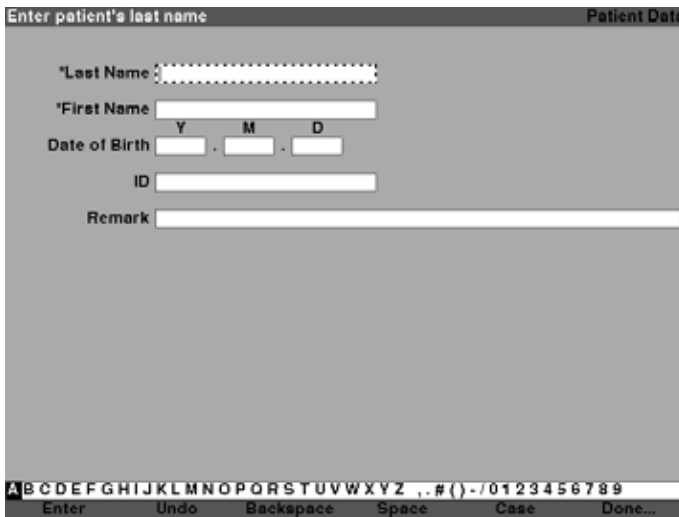 Enter patient's last name Patient Data
*Last Name
*First Name
Y M D
Date of Birth . .
ID
Remark
ABCDEFGHIJKLMNOPQRSTUVWXYZ ,.#()-/0123456789
Enter Undo Backspace Space Case Done...